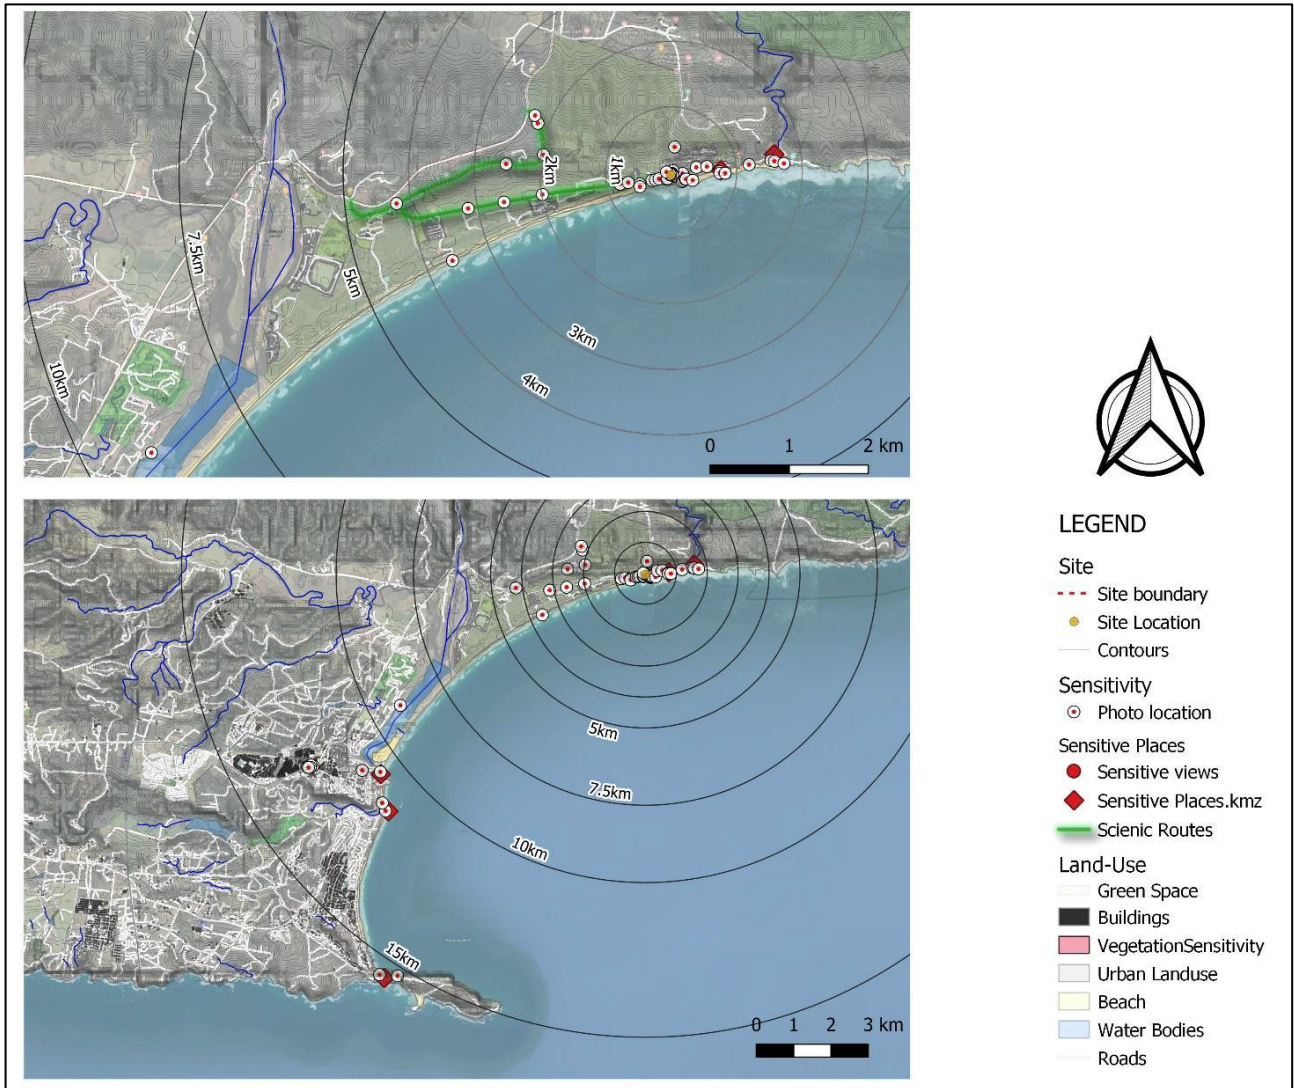 1km
2km
7.5km
5km
3km
10km
4km
0 1 2 km
5km
7.5km
10km
15km
0 1 2 3 km
LEGEND
Site
Site boundary
Site Location
Contours
Sensitivity
Photo location
Sensitive Places
Sensitive views
Sensitive Places.kmz
Scienic Routes
Land-Use
Green Space
Buildings
VegetationSensitivity
Urban Landuse
Beach
Water Bodies
Roads